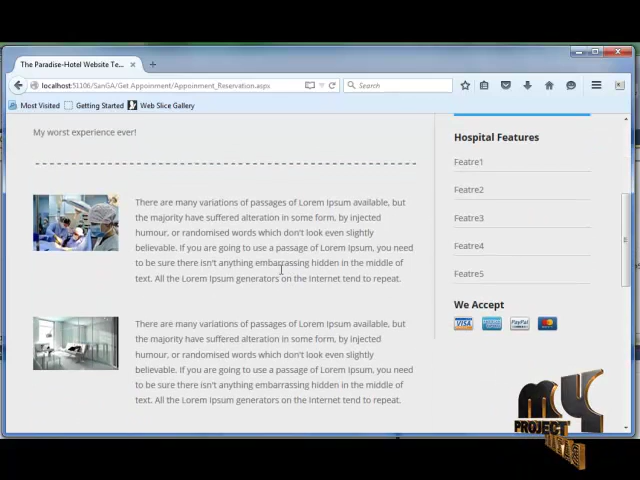 The Paradise-Hotel Website Te...
localhost:51106/SanGA/Get Appoinment/Appoinment_Reservation.aspx
Search
Most Visited
Getting Started
Web Slice Gallery
My worst experience ever!
There are many variations of passages of Lorem Ipsum available, but
the majority have suffered alteration in some form, by injected
humour, or randomised words which don't look even slightly
believable. If you are going to use a passage of Lorem Ipsum, you need
to be sure there isn't anything embarrassing hidden in the middle of
text. All the Lorem Ipsum generators on the Internet tend to repeat.
There are many variations of passages of Lorem Ipsum available, but
the majority have suffered alteration in some form, by injected
humour, or randomised words which don't look even slightly
believable. If you are going to use a passage of Lorem Ipsum, you need
to be sure there isn't anything embarrassing hidden in the middle of
text. All the Lorem Ipsum generators on the Internet tend to repeat.
Hospital Features
Featre1
Featre2
Featre3
Featre4
Featre5
We Accept
VISA
PayPal
MY
PROJECT